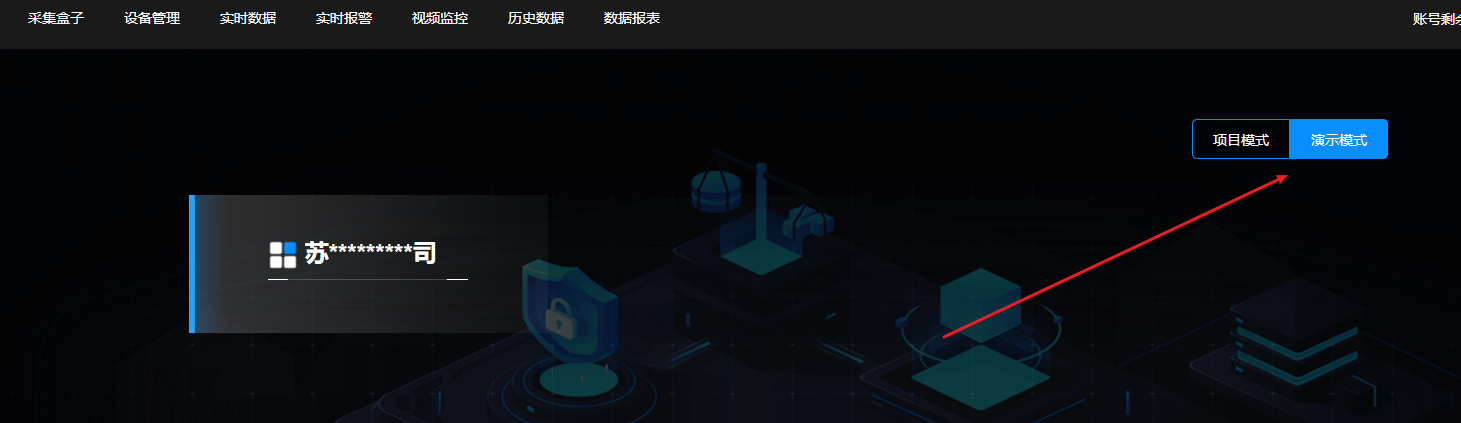 采集盒子 设备管理 实时数据 实时报警 视频监控 历史数据 数据报表 账号剩
项目模式 演示模式
苏*********司